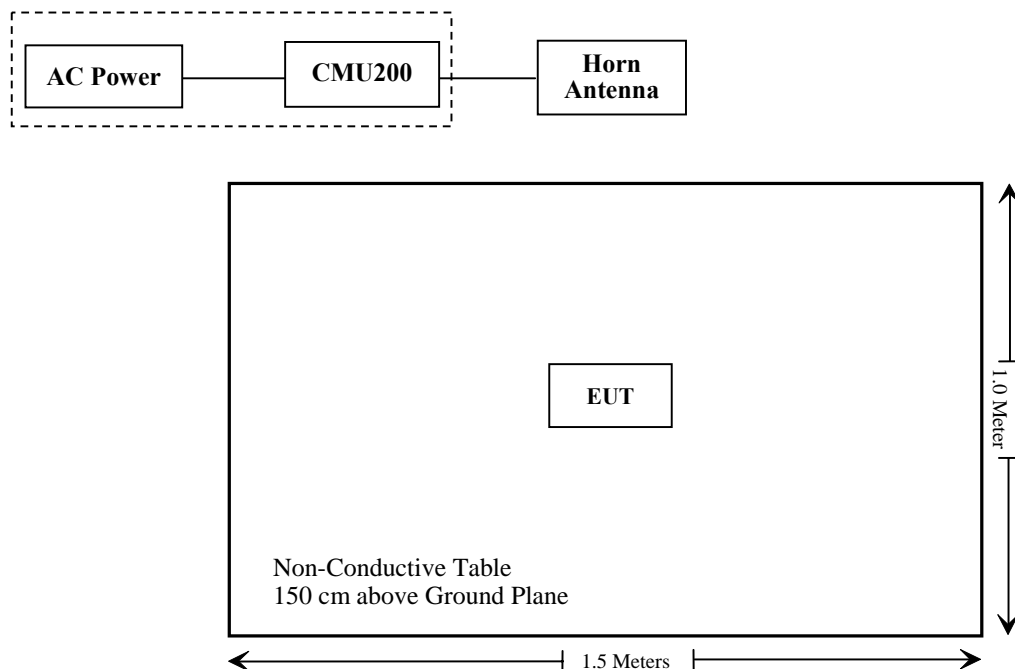 AC Power
CMU200
Horn
Antenna
EUT
1.0 Meter
Non-Conductive Table
150 cm above Ground Plane
1.5 Meters